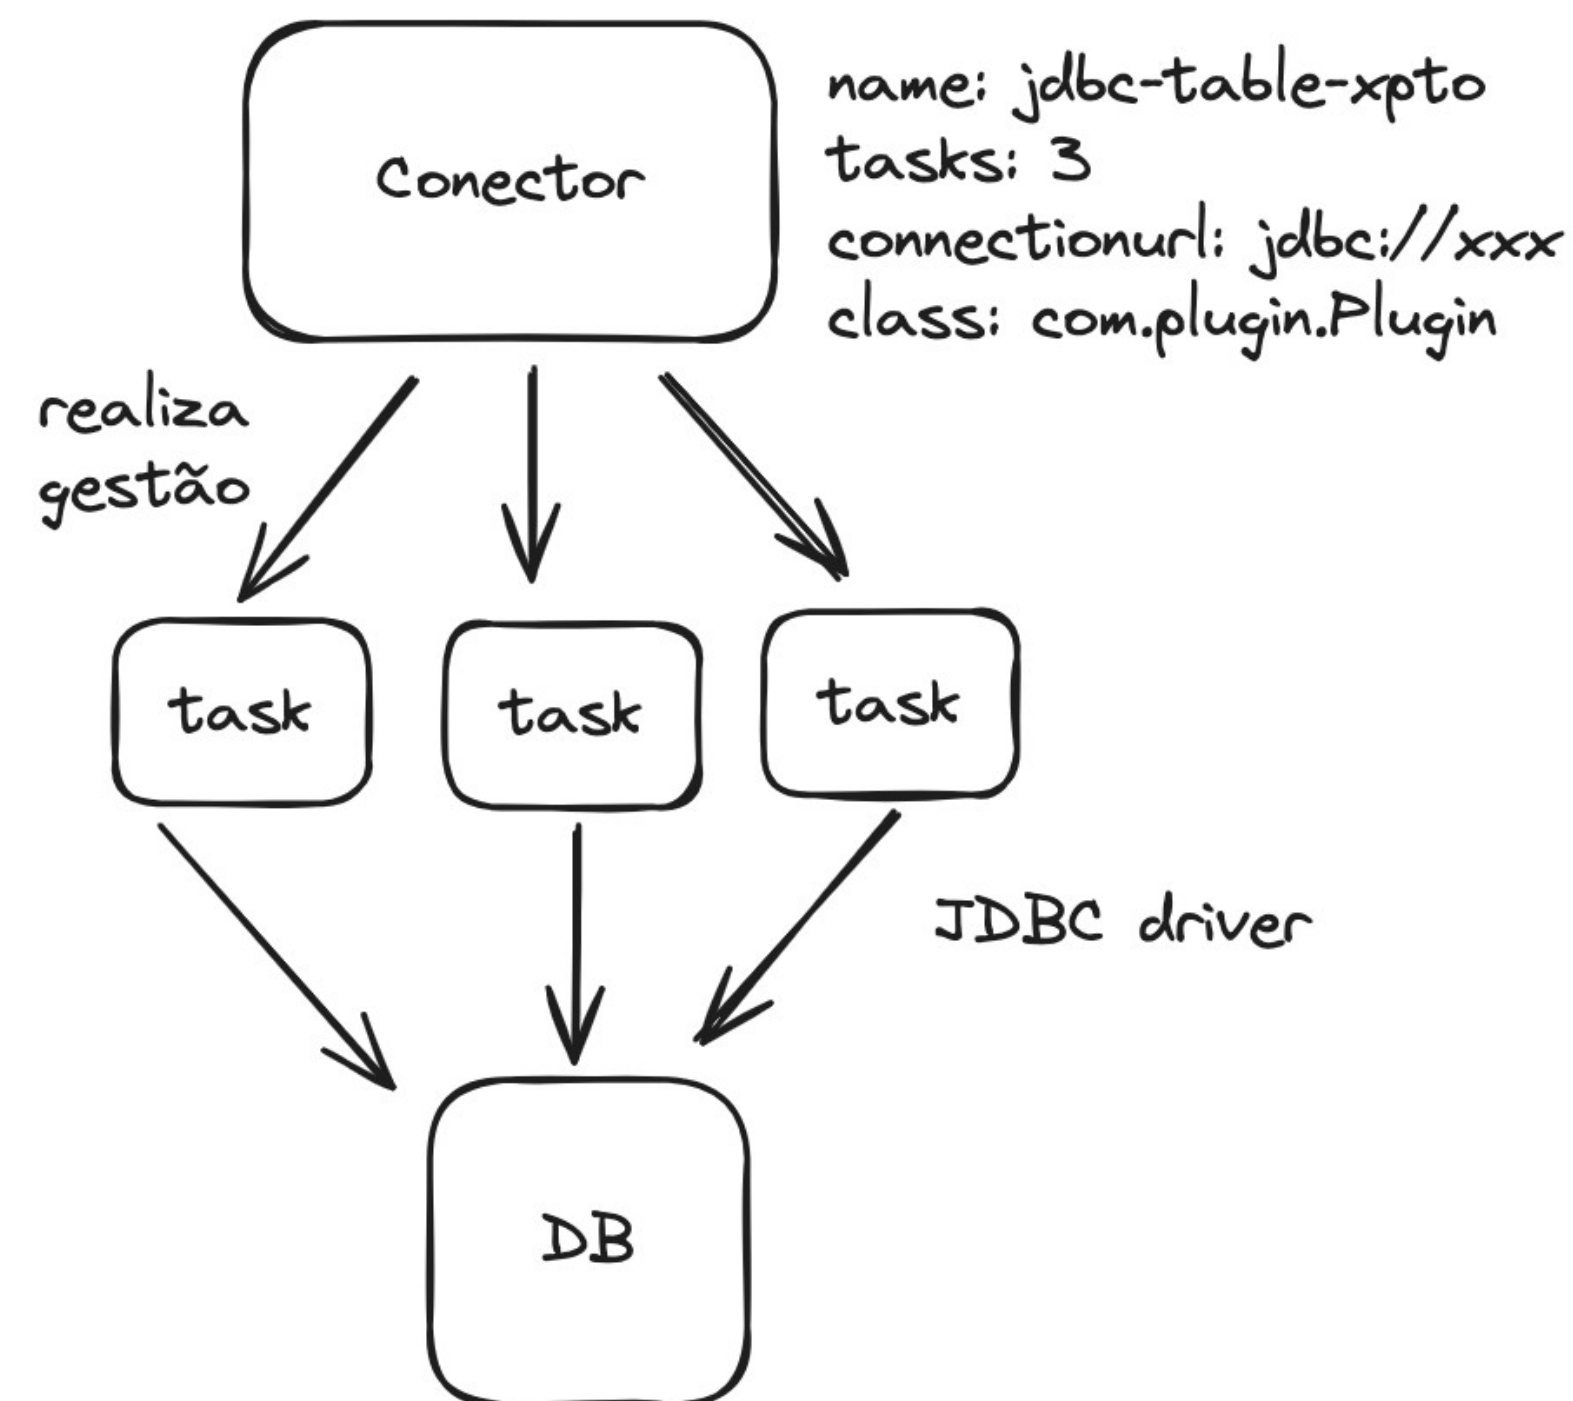 Conector
name: jdbc-table-xpto
tasks: 3
connectionurl: jdbc://xxx
class: com.plugin.Plugin
realiza
gestão
task
task
task
JDBC driver
DB